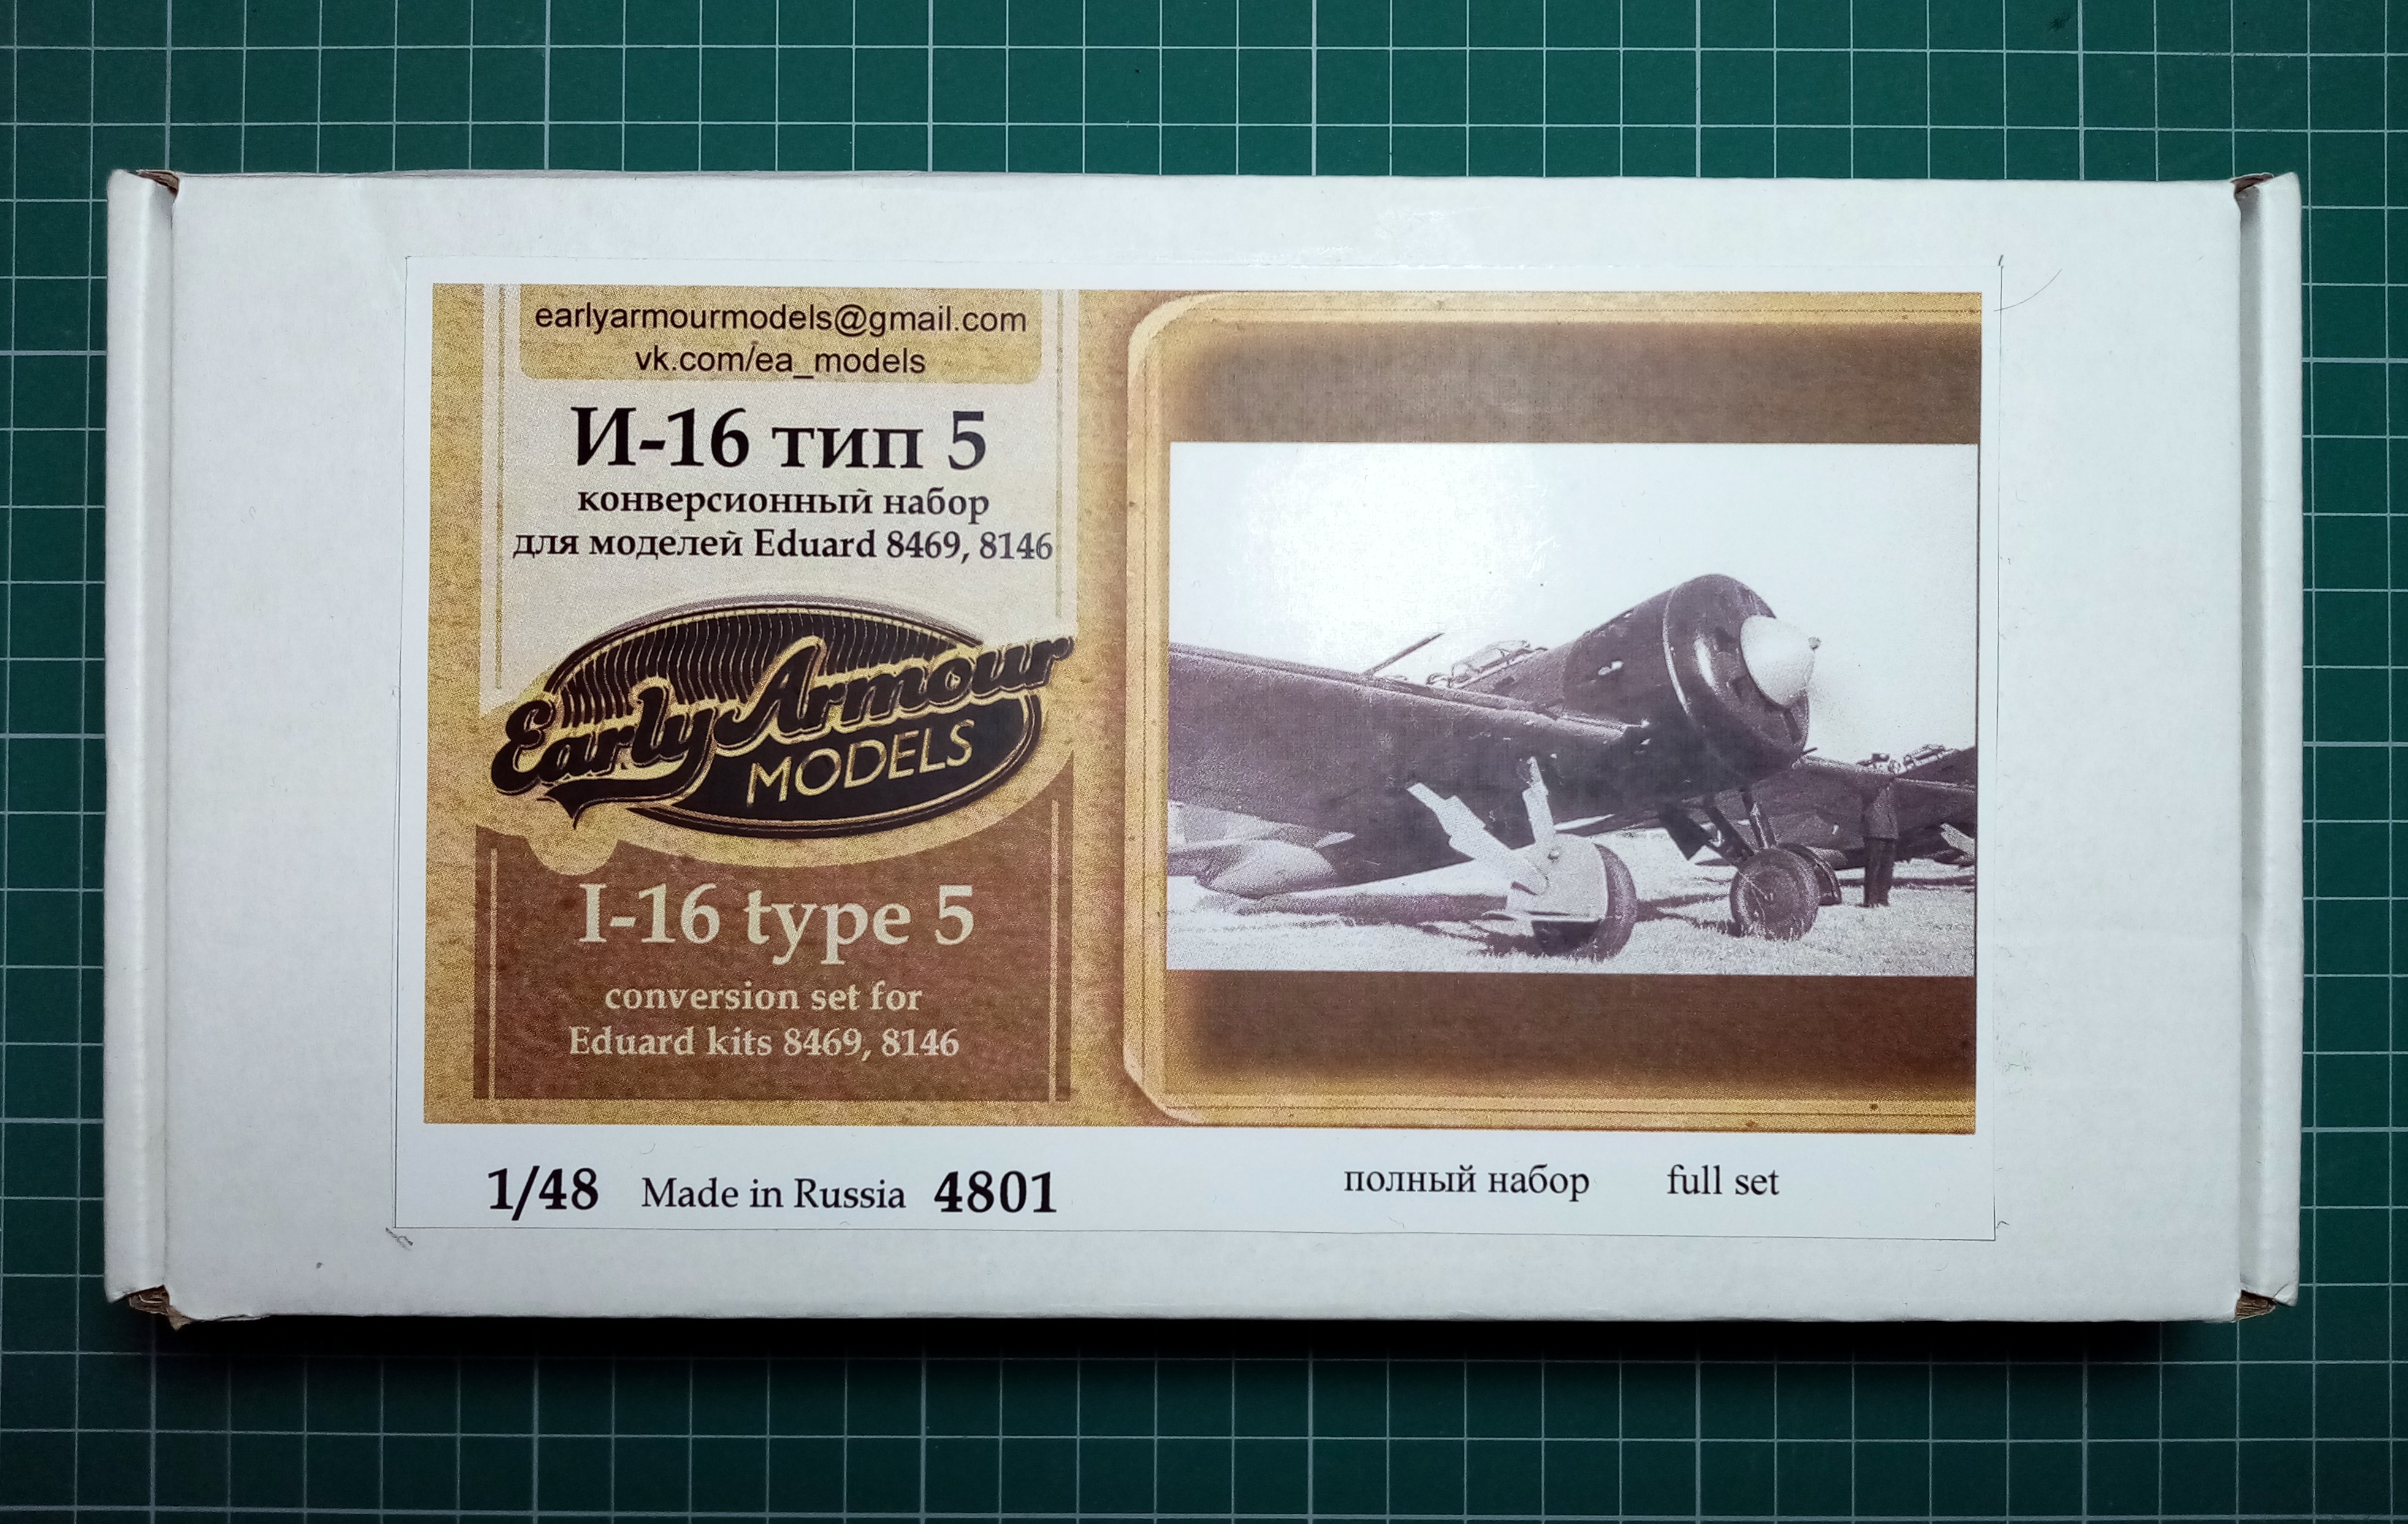 earlyarmourmodels@gmail.com
vk.com/ea_models
И-16 тип 5
конверсионный набор
для моделей Eduard 8469, 8146
Early Armour
MODELS
I-16 type 5
conversion set for
Eduard kits 8469, 8146
1/48 Made in Russia 4801
полный набор full set